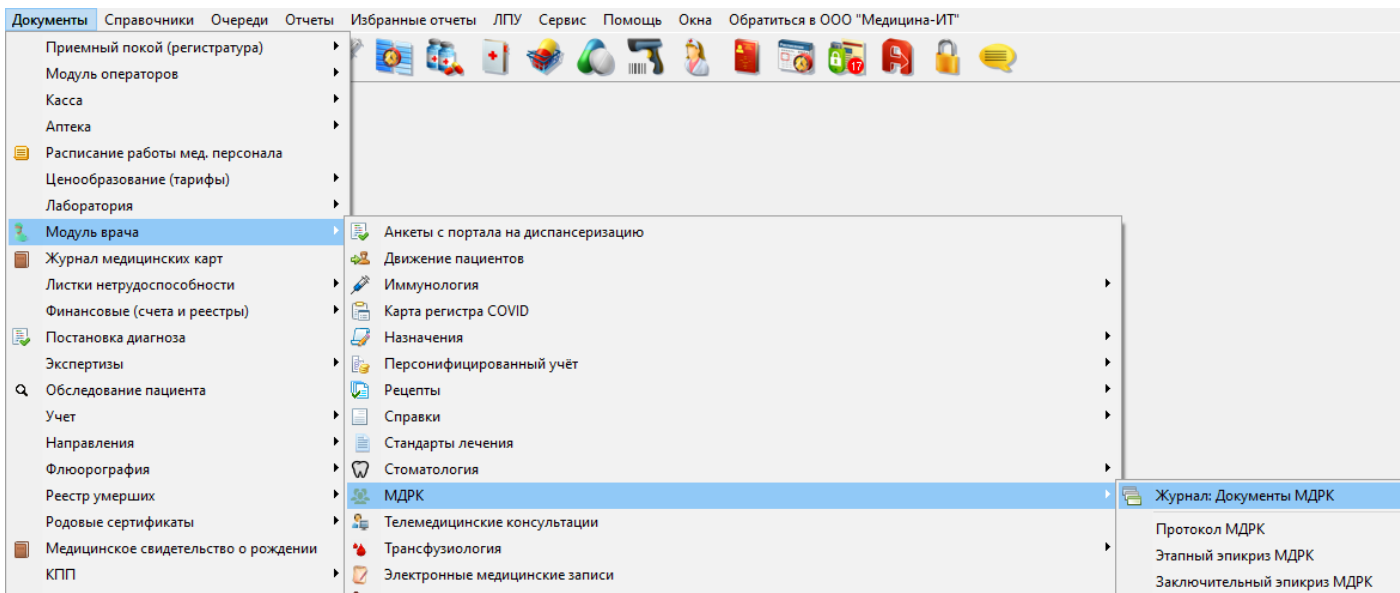 Документы Справочники Очереди Отчеты Избранные отчеты ЛПУ Сервис Помощь Окна Обратиться в ООО "Медицина-ИТ"
17
Приемный покой (регистратура)
Модуль операторов
Касса
Аптека
Расписание работы мед. персонала
Ценообразование (тарифы)
Лаборатория
Модуль врача
Журнал медицинских карт
Листки нетрудоспособности
Финансовые (счета и реестры)
Постановка диагноза
Экспертизы
Обследование пациента
Учет
Направления
Флюорография
Реестр умерших
Родовые сертификаты
Медицинское свидетельство о рождении
КПП
Анкеты с портала на диспансеризацию
Движение пациентов
Иммунология
Карта регистра COVID
Назначения
Персонифицированный учёт
Рецепты
Справки
Стандарты лечения
Стоматология
МДРК
Телемедицинские консультации
Трансфузиология
Электронные медицинские записи
Журнал: Документы МДРК
Протокол МДРК
Этапный эпикриз МДРК
Заключительный эпикриз МДРК